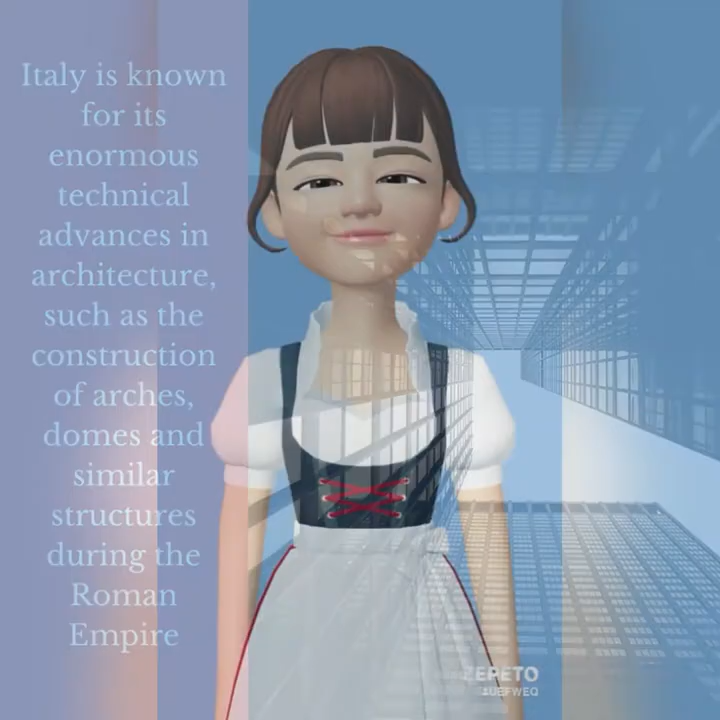 Italy is known
for its
enormous
technical
advances in
architecture,
such as the
construction
of arches,
domes and
similar
structures
during the
Roman
Empire
ZEPETO